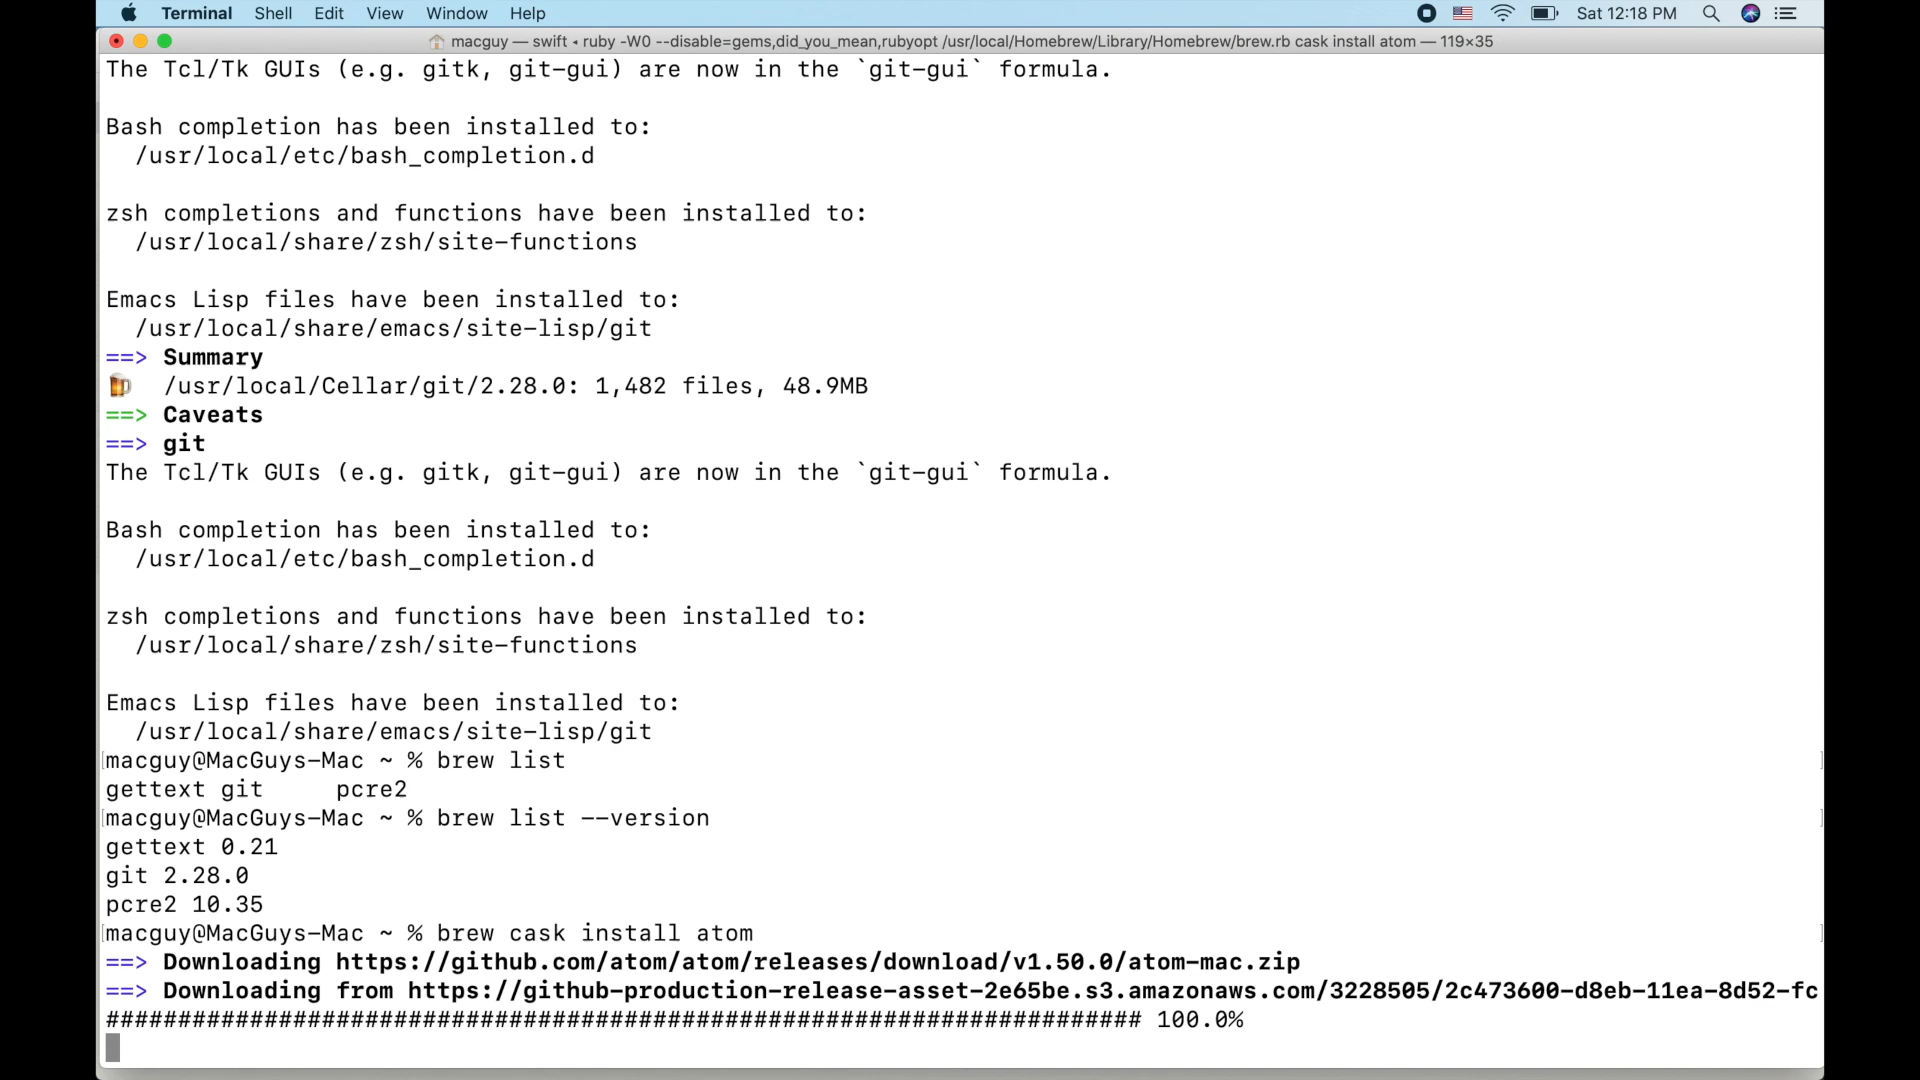 Terminal Shell Edit View Window Help Sat 12:18 PM
macguy — swift ◂ ruby -W0 --disable=gems,did_you_mean,rubyopt /usr/local/Homebrew/Library/Homebrew/brew.rb cask install atom — 119×35
The Tcl/Tk GUIs (e.g. gitk, git-gui) are now in the `git-gui` formula.
Bash completion has been installed to:
/usr/local/etc/bash_completion.d
zsh completions and functions have been installed to:
/usr/local/share/zsh/site-functions
Emacs Lisp files have been installed to:
/usr/local/share/emacs/site-lisp/git
==> Summary
/usr/local/Cellar/git/2.28.0: 1,482 files, 48.9MB
==> Caveats
==> git
The Tcl/Tk GUIs (e.g. gitk, git-gui) are now in the `git-gui` formula.
Bash completion has been installed to:
/usr/local/etc/bash_completion.d
zsh completions and functions have been installed to:
/usr/local/share/zsh/site-functions
Emacs Lisp files have been installed to:
/usr/local/share/emacs/site-lisp/git
[macguy@MacGuys-Mac ~ % brew list ]
gettext git pcre2
[macguy@MacGuys-Mac ~ % brew list --version ]
gettext 0.21
git 2.28.0
pcre2 10.35
[macguy@MacGuys-Mac ~ % brew cask install atom ]
==> Downloading https://github.com/atom/atom/releases/download/v1.50.0/atom-mac.zip
==> Downloading from https://github-production-release-asset-2e65be.s3.amazonaws.com/3228505/2c473600-d8eb-11ea-8d52-fc
######################################################################## 100.0%